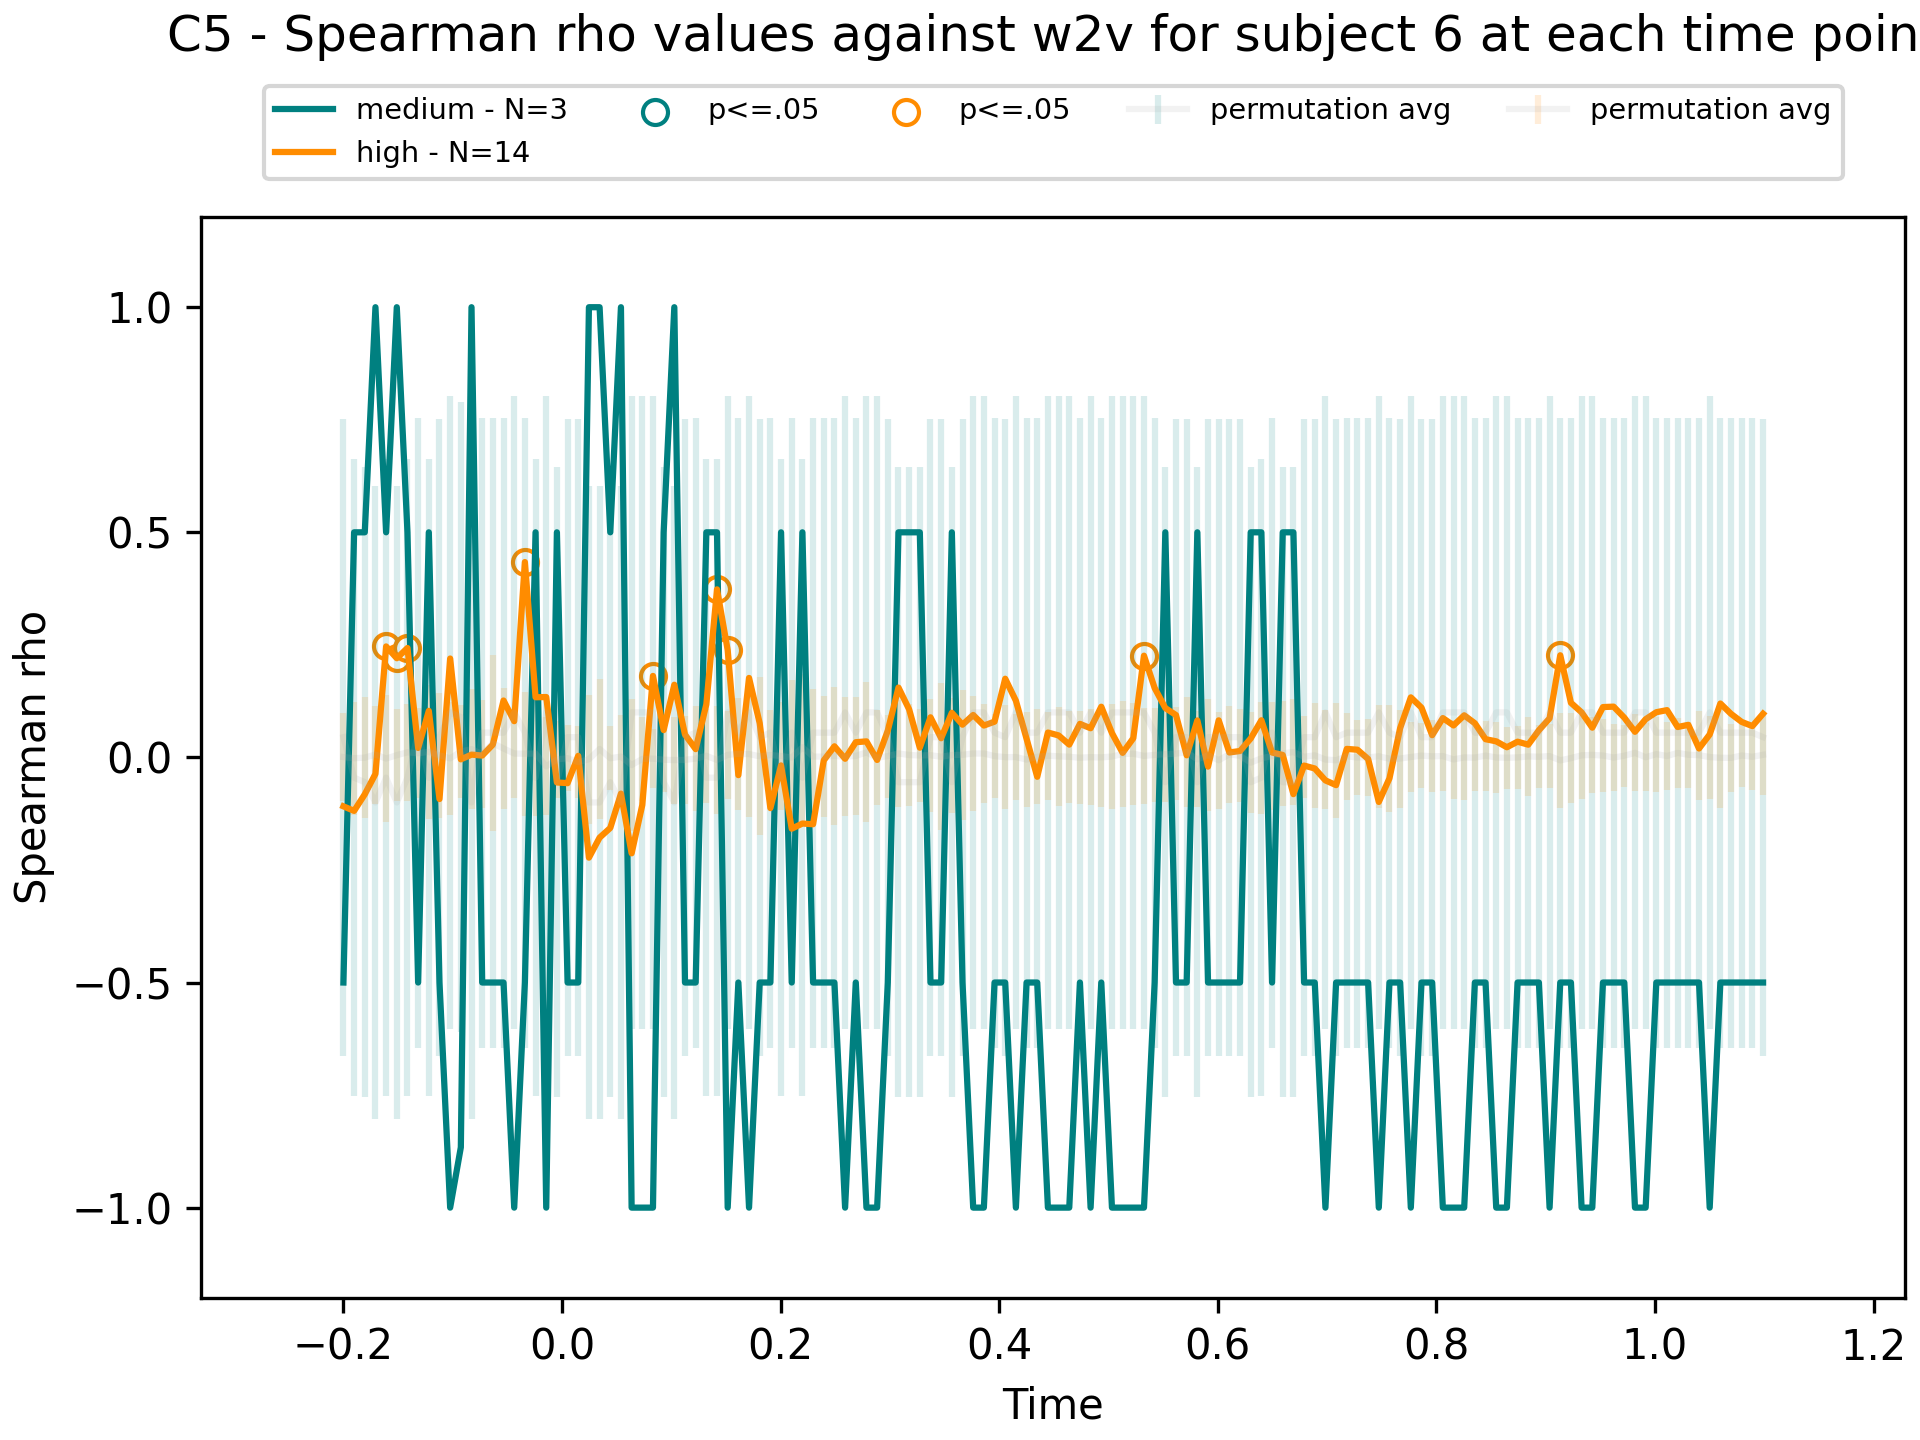 C5 - Spearman rho values against w2v for subject 6 at each time poin
medium - N=3
high - N=14
p<=.05
p<=.05
permutation avg
permutation avg
Spearman rho
1.0
0.5
0.0
−0.5
−1.0
−0.2 0.0 0.2 0.4 0.6 0.8 1.0 1.2
Time